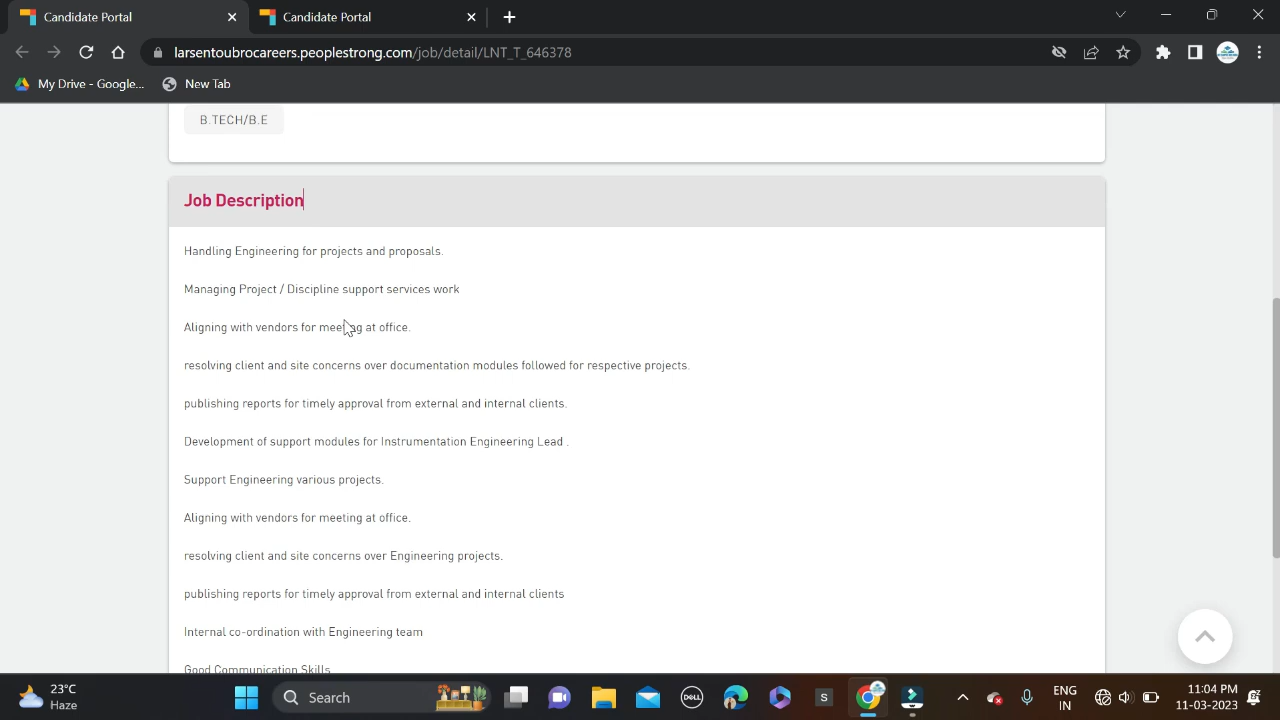 Candidate Portal
Candidate Portal
larsentoubrocareers.peoplestrong.com/job/detail/LNT_T_646378
My Drive - Google...
New Tab
B.TECH/B.E
Job Description
Handling Engineering for projects and proposals.
Managing Project / Discipline support services work
Aligning with vendors for meeting at office.
resolving client and site concerns over documentation modules followed for respective projects.
publishing reports for timely approval from external and internal clients.
Development of support modules for Instrumentation Engineering Lead .
Support Engineering various projects.
Aligning with vendors for meeting at office.
resolving client and site concerns over Engineering projects.
publishing reports for timely approval from external and internal clients
Internal co-ordination with Engineering team
Good Communication Skills
23°C
Haze
Search
DELL
S
ENG
IN
11:04 PM
11-03-2023